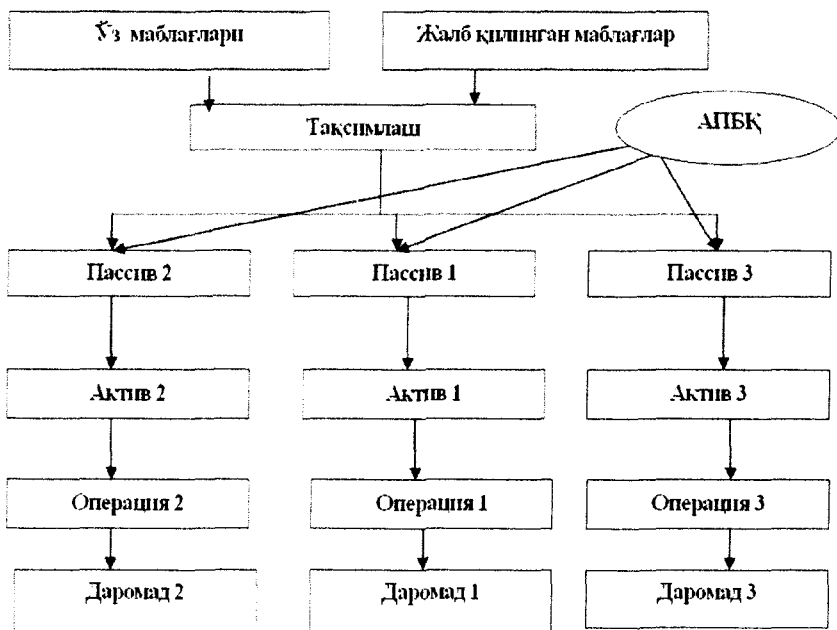 Ўз маблағлари
Жалб қилинган маблағлар
Тақсимлаш
АПБҚ
Пассив 2
Пассив 1
Пассив 3
Актив 2
Актив 1
Актив 3
Операция 2
Операция 1
Операция 3
Даромад 2
Даромад 1
Даромад 3